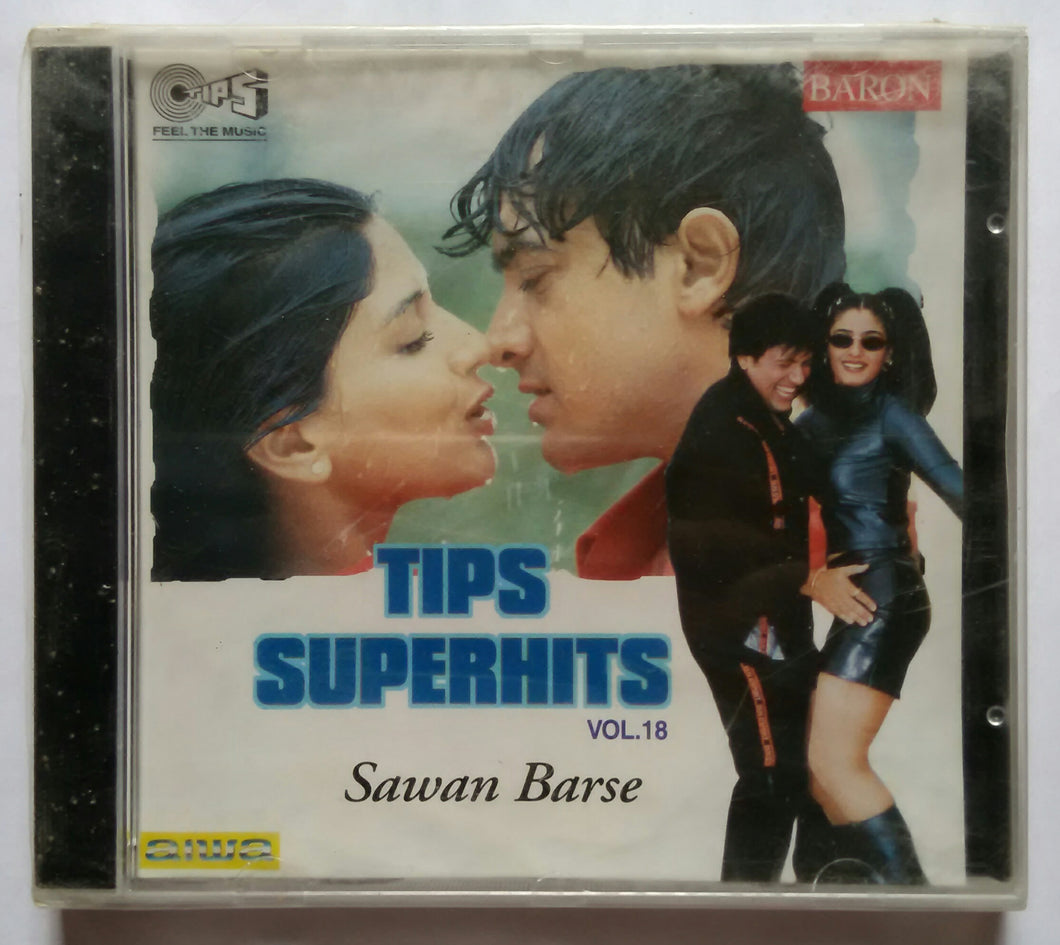 TIPS
FEEL THE MUSIC
BARON
TIPS
SUPERHITS
VOL.18
Sawan Barse
aiwa